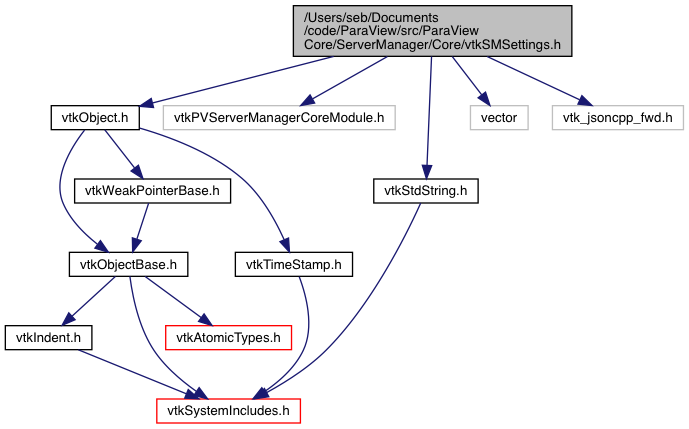 /Users/seb/Documents
/code/ParaView/src/ParaView
Core/ServerManager/Core/vtkSMSettings.h
vtkObject.h
vtkPVServerManagerCoreModule.h
vector
vtk_jsoncpp_fwd.h
vtkWeakPointerBase.h
vtkStdString.h
vtkObjectBase.h
vtkTimeStamp.h
vtkIndent.h
vtkAtomicTypes.h
vtkSystemIncludes.h